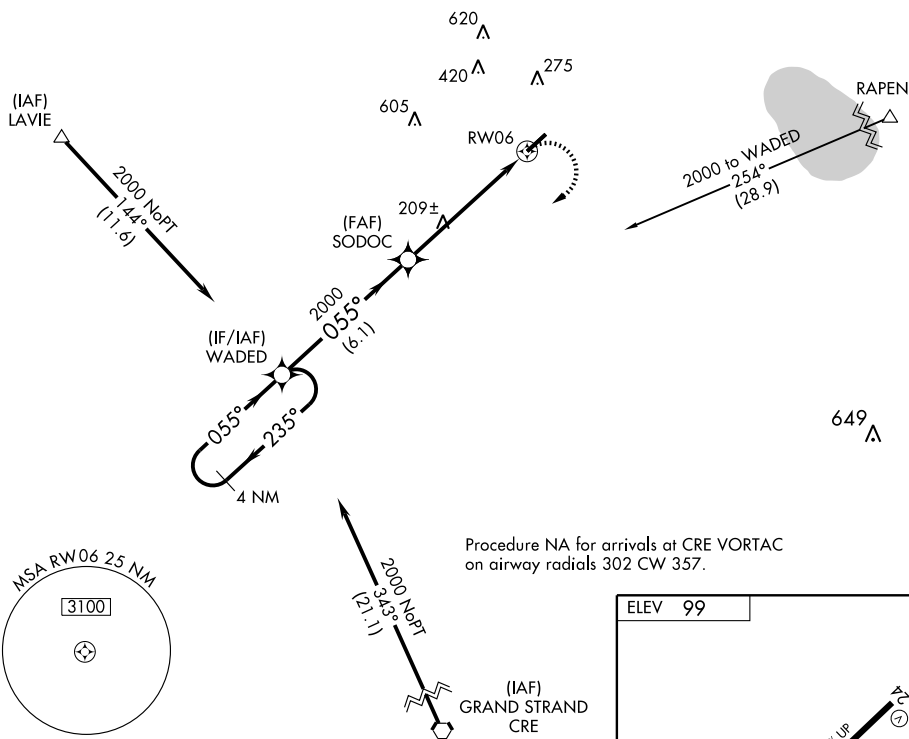 620
420
275
605
(IAF)
LAVIE
RAPEN
RW06
2000 NoPT
144°
(11.6)
2000 to WADED
254°
(28.9)
209±
(FAF)
SODOC
2000
055°
(6.1)
(IF/IAF)
WADED
055°
235°
4 NM
649
Procedure NA for arrivals at CRE VORTAC
on airway radials 302 CW 357.
MSA RW06 25 NM
3100
2000 NoPT
343°
(21.1)
(IAF)
GRAND STRAND
CRE
ELEV 99
24
V
UP